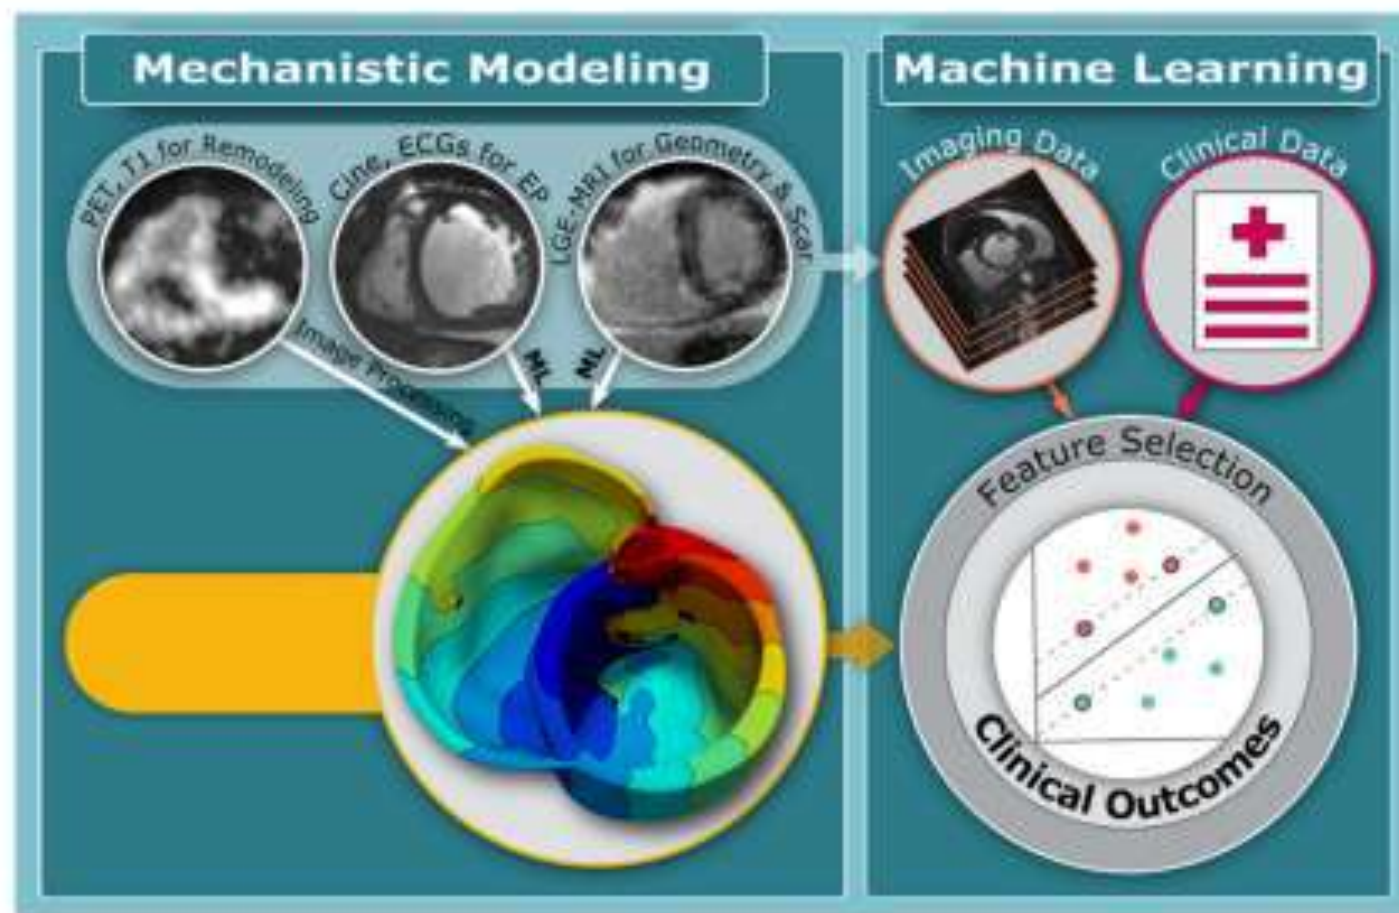 Mechanistic Modeling
Machine Learning
PET, T1 for Remodeling
Cine, ECGs for EP
LGE-MRI for Geometry & Scar
Imaging Data
Clinical Data
Image Processing
ML
ML
Feature Selection
Clinical Outcomes